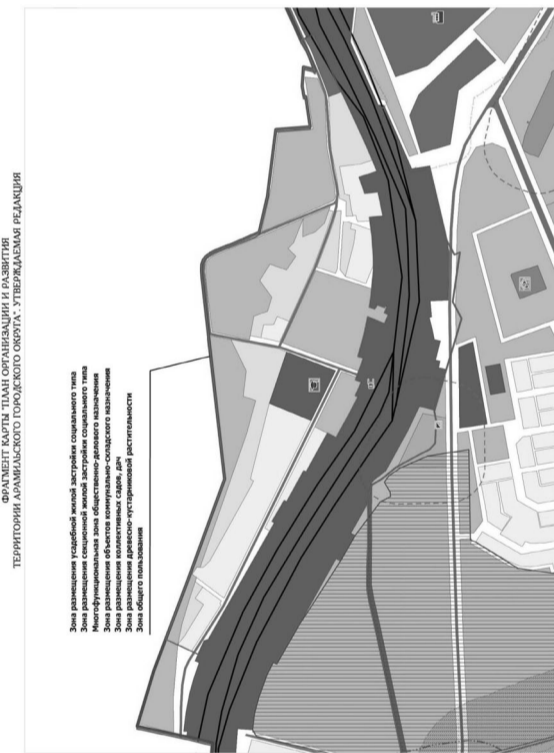 ФРАГМЕНТ КАРТЫ "ПЛАН ОРГАНИЗАЦИИ И РАЗВИТИЯ
ТЕРРИТОРИИ АРАМИЛЬСКОГО ГОРОДСКОГО ОКРУГА". УТВЕРЖДАЕМАЯ РЕДАКЦИЯ
Зона размещения усадебной жилой застройки социального типа
Зона размещения секционной жилой застройки социального типа
Многофункциональная зона общественно-делового назначения
Зона размещения объектов коммунально-складского назначения
Зона размещения коллективных садов, дач
Зона размещения древесно-кустарниковой растительности
Зона общего пользования